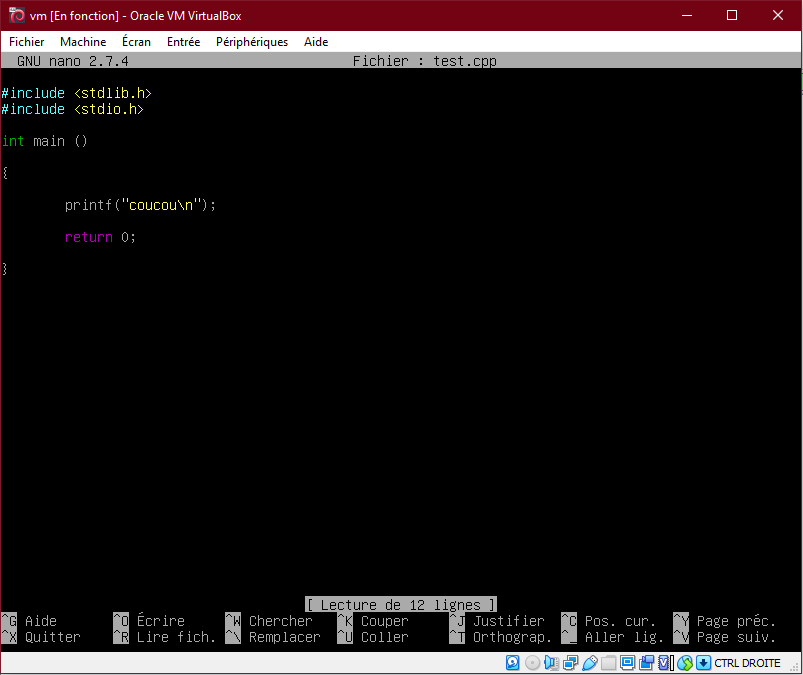 vm [En fonction] - Oracle VM VirtualBox
Fichier Machine Écran Entrée Périphériques Aide
GNU nano 2.7.4 Fichier : test.cpp
#include <stdlib.h>
#include <stdio.h>
int main ()
{
printf("coucou\n");
return 0;
}
[ Lecture de 12 lignes ]
^G Aide ^O Écrire ^W Chercher ^K Couper ^J Justifier ^C Pos. cur. ^Y Page préc.
^X Quitter ^R Lire fich. ^\ Remplacer ^U Coller ^T Orthograp. ^_ Aller lig. ^V Page suiv.
CTRL DROITE